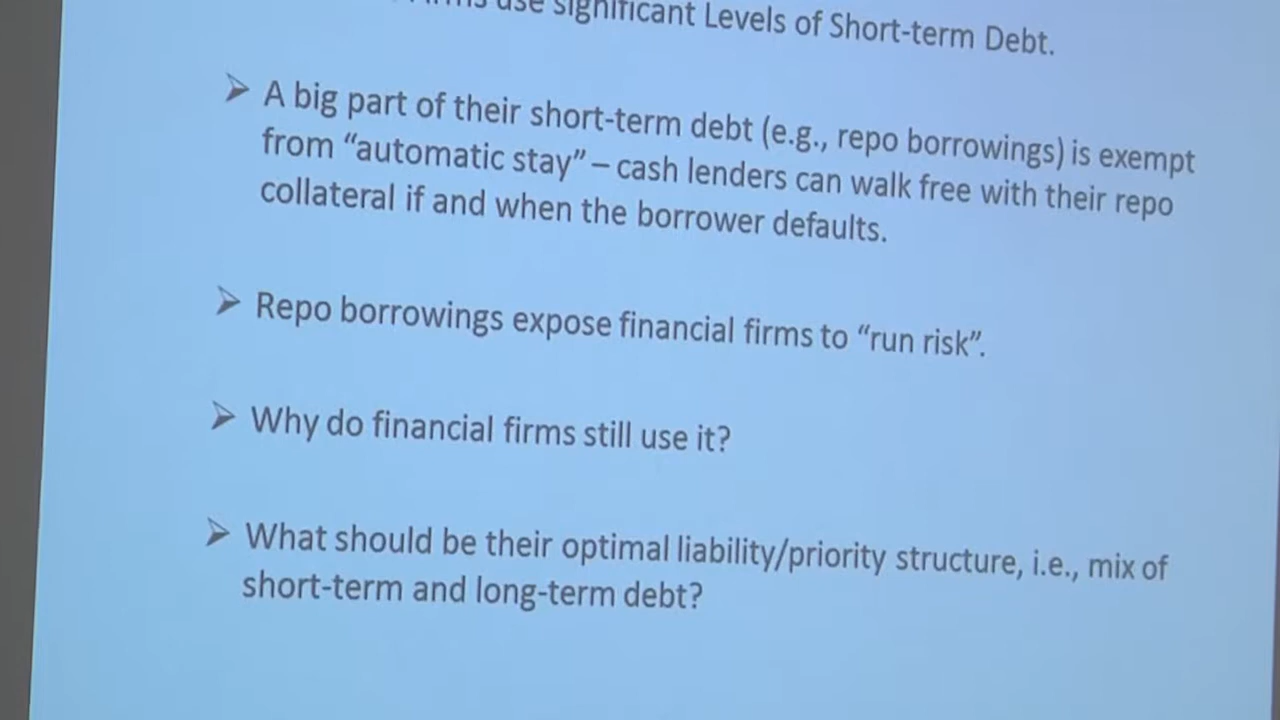 use significant Levels of Short-term Debt.
➢ A big part of their short-term debt (e.g., repo borrowings) is exempt
from “automatic stay” – cash lenders can walk free with their repo
collateral if and when the borrower defaults.
➢ Repo borrowings expose financial firms to “run risk”.
➢ Why do financial firms still use it?
➢ What should be their optimal liability/priority structure, i.e., mix of
short-term and long-term debt?